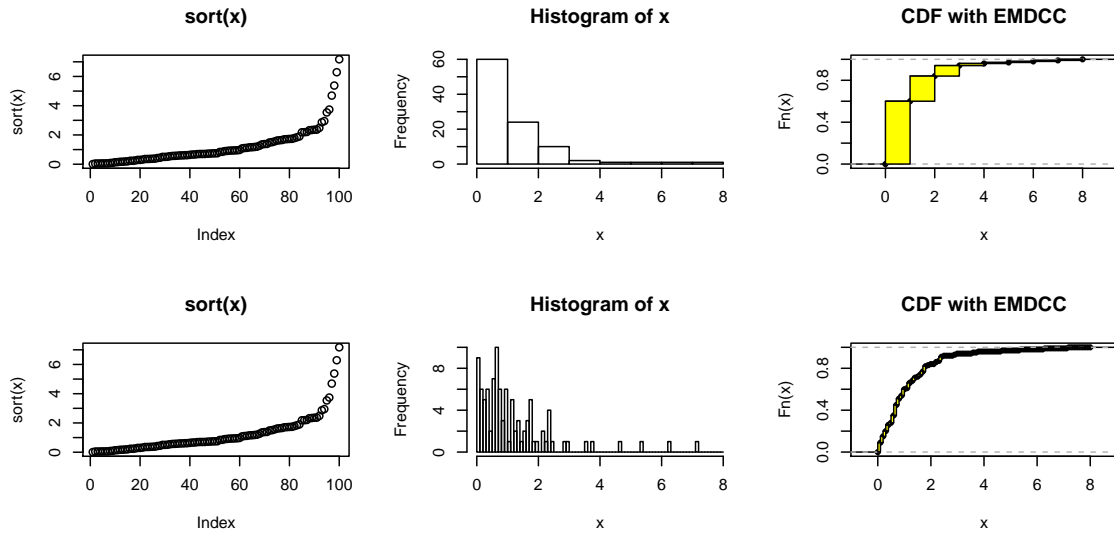 sort(x)
sort(x)
0 2 4 6
0 20 40 60 80 100
Index
Histogram of x
Frequency
0 20 40 60
0 2 4 6 8
x
CDF with EMDCC
Fn(x)
0.0 0.4 0.8
0 2 4 6 8
x
sort(x)
sort(x)
0 2 4 6
0 20 40 60 80 100
Index
Histogram of x
Frequency
0 4 8
0 2 4 6 8
x
CDF with EMDCC
Fn(x)
0.0 0.4 0.8
0 2 4 6 8
x